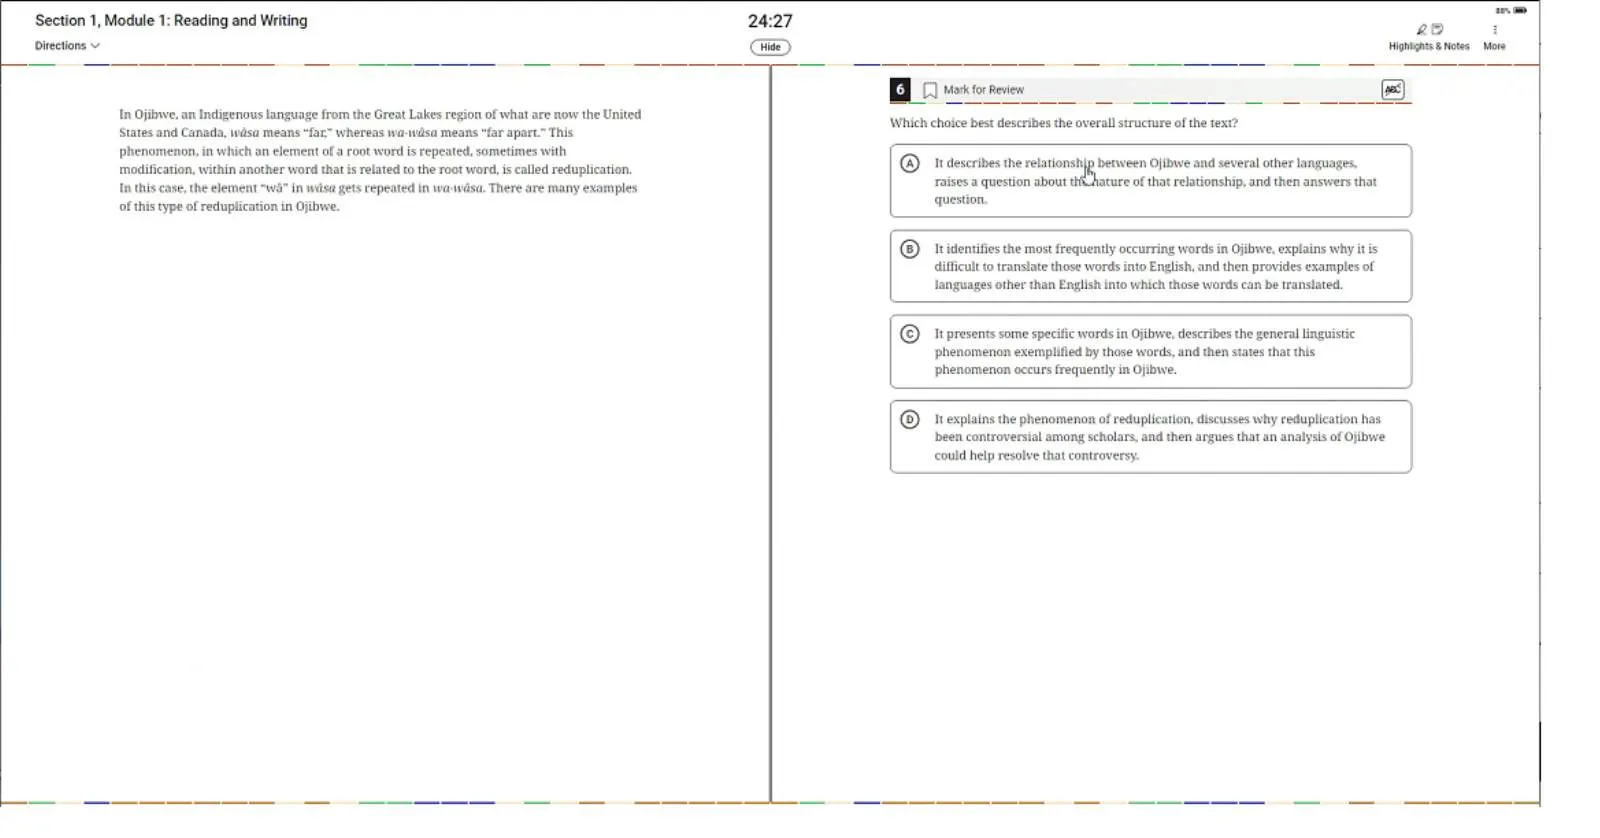 Section 1, Module 1: Reading and Writing
Directions
24:27
Hide
88%
Highlights & Notes
More
In Ojibwe, an Indigenous language from the Great Lakes region of what are now the United
States and Canada, wâsa means “far,” whereas wa-wâsa means “far apart.” This
phenomenon, in which an element of a root word is repeated, sometimes with
modification, within another word that is related to the root word, is called reduplication.
In this case, the element “wâ” in wâsa gets repeated in wa-wâsa. There are many examples
of this type of reduplication in Ojibwe.
6
Mark for Review
ABC
Which choice best describes the overall structure of the text?
A
It describes the relationship between Ojibwe and several other languages,
raises a question about the nature of that relationship, and then answers that
question.
B
It identifies the most frequently occurring words in Ojibwe, explains why it is
difficult to translate those words into English, and then provides examples of
languages other than English into which those words can be translated.
C
It presents some specific words in Ojibwe, describes the general linguistic
phenomenon exemplified by those words, and then states that this
phenomenon occurs frequently in Ojibwe.
D
It explains the phenomenon of reduplication, discusses why reduplication has
been controversial among scholars, and then argues that an analysis of Ojibwe
could help resolve that controversy.